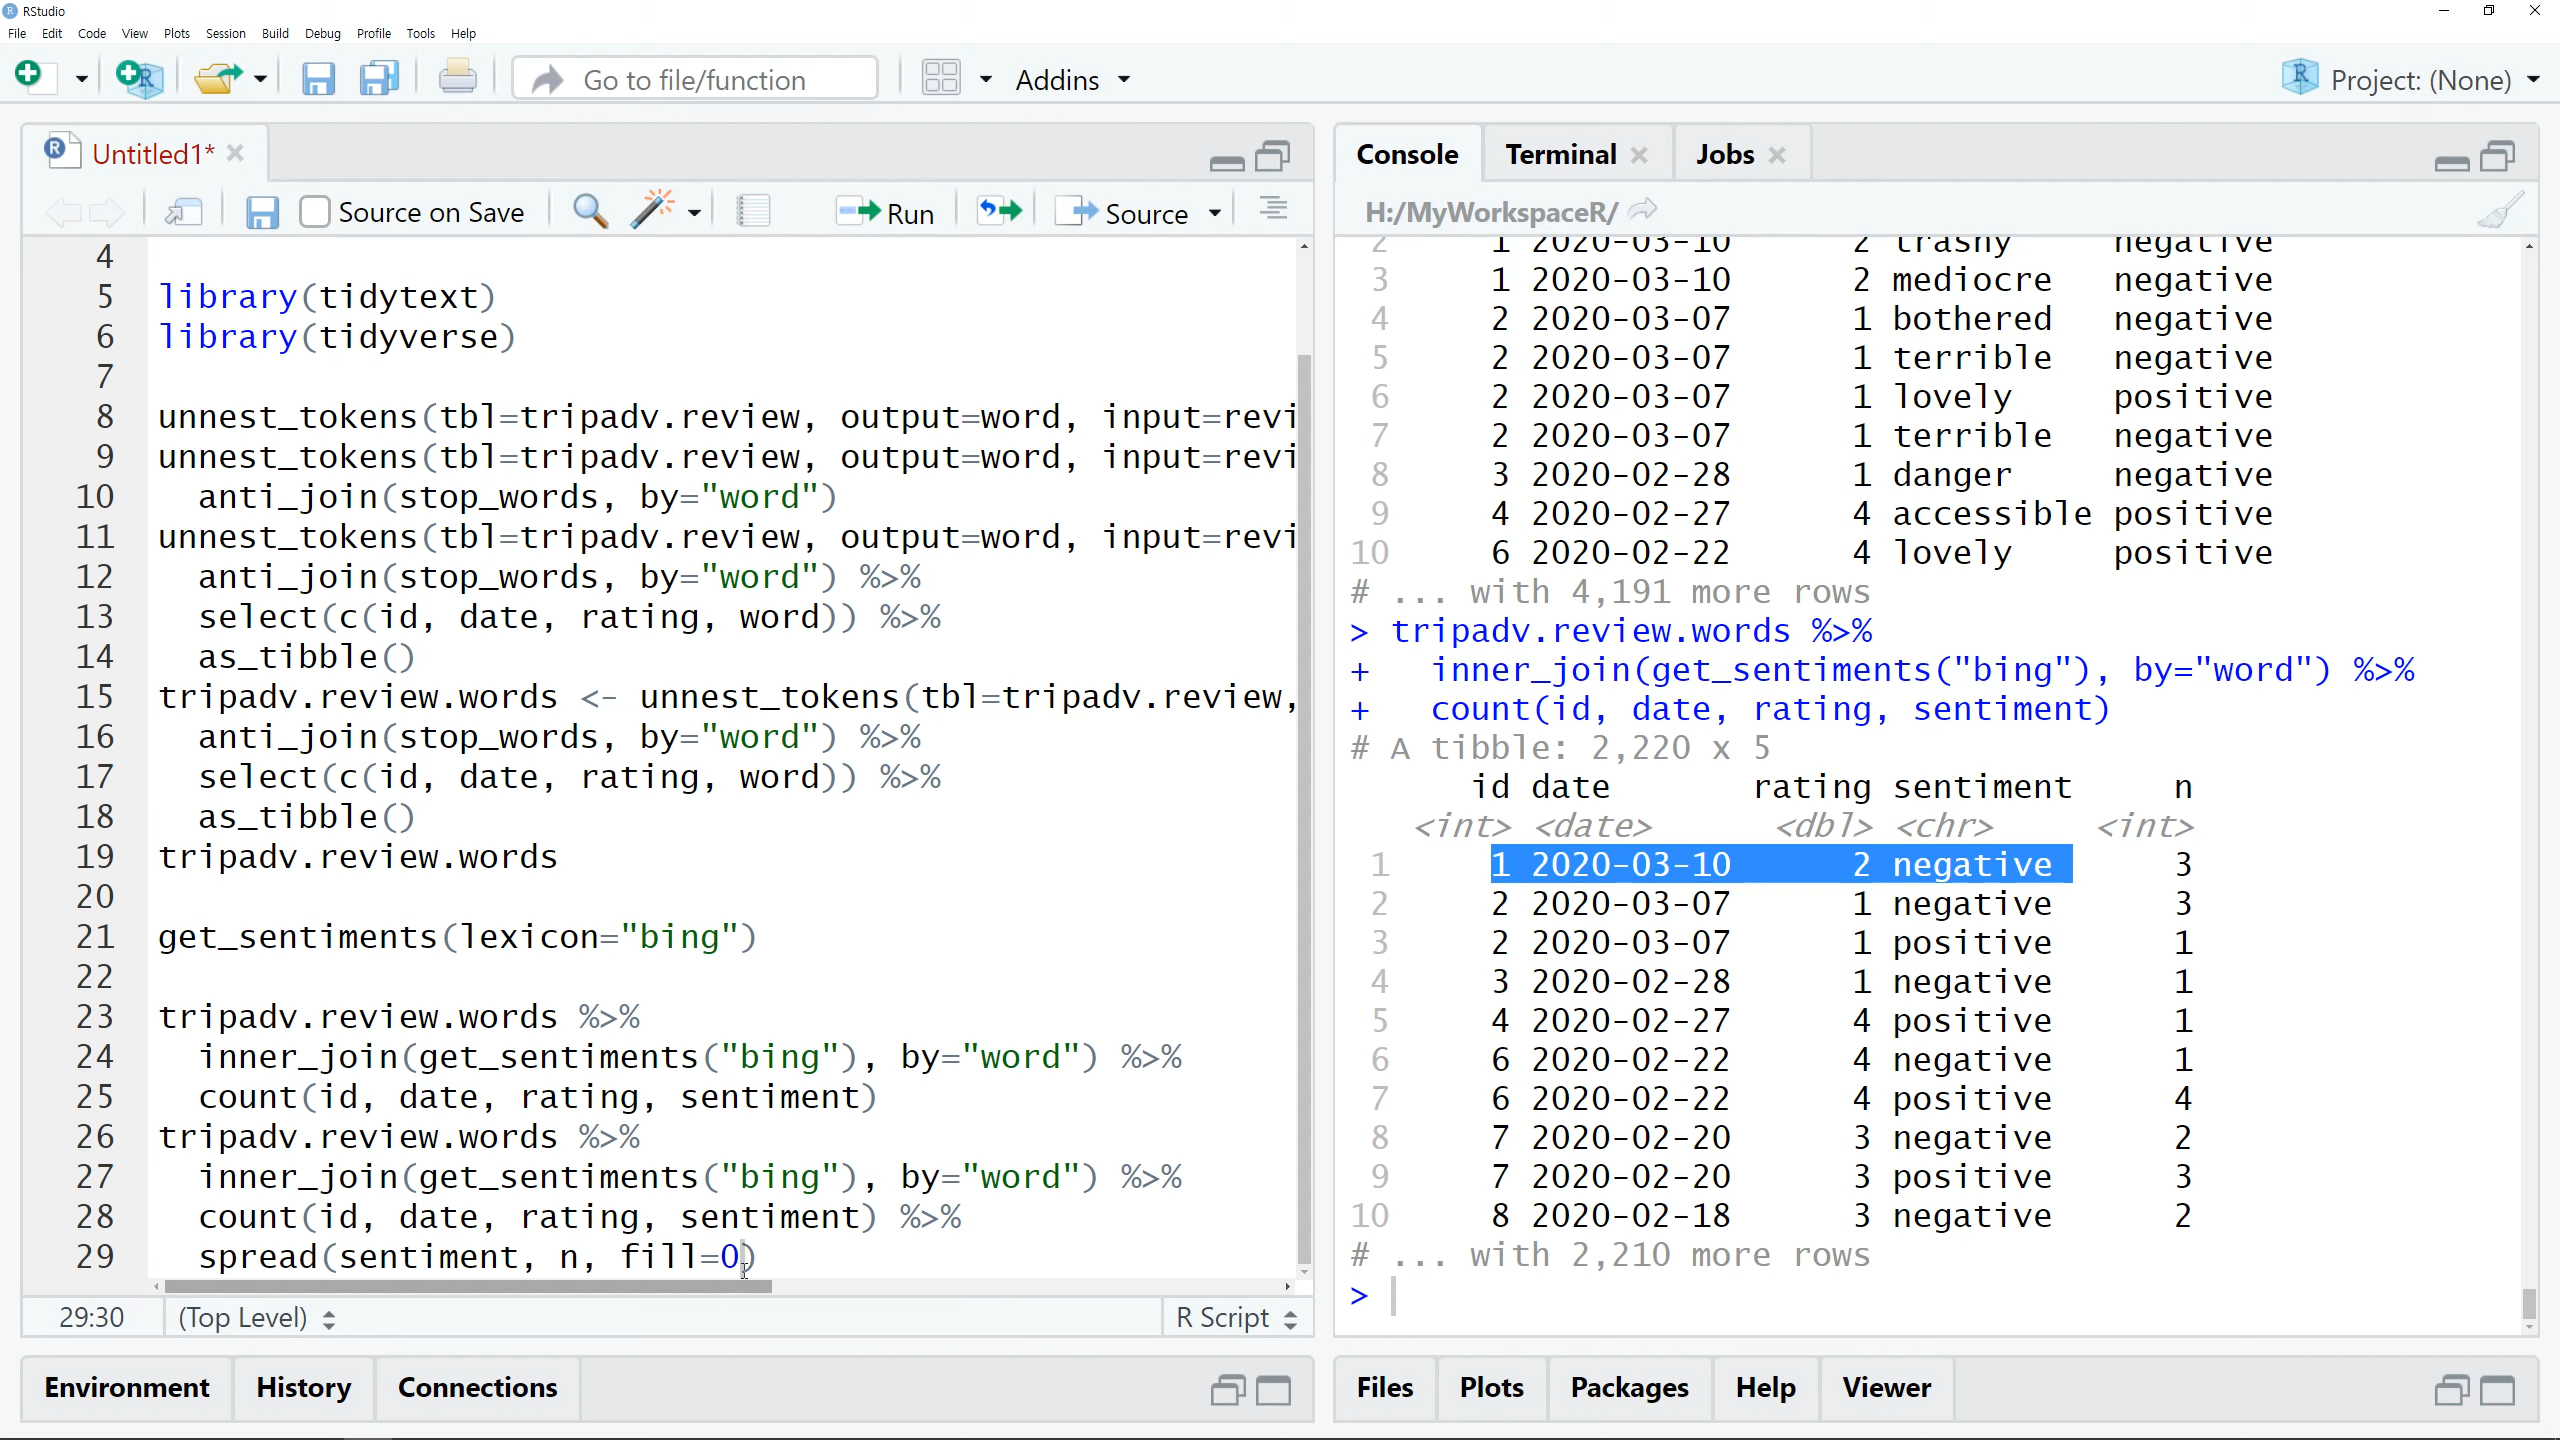 RStudio
File Edit Code View Plots Session Build Debug Profile Tools Help
Go to file/function Addins Project: (None)
Untitled1*
Source on Save Run Source
4
5 library(tidytext)
6 library(tidyverse)
7
8 unnest_tokens(tbl=tripadv.review, output=word, input=revi
9 unnest_tokens(tbl=tripadv.review, output=word, input=revi
10 anti_join(stop_words, by="word")
11 unnest_tokens(tbl=tripadv.review, output=word, input=revi
12 anti_join(stop_words, by="word") %>%
13 select(c(id, date, rating, word)) %>%
14 as_tibble()
15 tripadv.review.words <- unnest_tokens(tbl=tripadv.review,
16 anti_join(stop_words, by="word") %>%
17 select(c(id, date, rating, word)) %>%
18 as_tibble()
19 tripadv.review.words
20
21 get_sentiments(lexicon="bing")
22
23 tripadv.review.words %>%
24 inner_join(get_sentiments("bing"), by="word") %>%
25 count(id, date, rating, sentiment)
26 tripadv.review.words %>%
27 inner_join(get_sentiments("bing"), by="word") %>%
28 count(id, date, rating, sentiment) %>%
29 spread(sentiment, n, fill=0)
29:30 (Top Level) R Script
Environment History Connections
Console Terminal Jobs
H:/MyWorkspaceR/
2 1 2020-03-10 2 trashy negative
3 1 2020-03-10 2 mediocre negative
4 2 2020-03-07 1 bothered negative
5 2 2020-03-07 1 terrible negative
6 2 2020-03-07 1 lovely positive
7 2 2020-03-07 1 terrible negative
8 3 2020-02-28 1 danger negative
9 4 2020-02-27 4 accessible positive
10 6 2020-02-22 4 lovely positive
# ... with 4,191 more rows
> tripadv.review.words %>%
+ inner_join(get_sentiments("bing"), by="word") %>%
+ count(id, date, rating, sentiment)
# A tibble: 2,220 x 5
id date rating sentiment n
<int> <date> <dbl> <chr> <int>
1 1 2020-03-10 2 negative 3
2 2 2020-03-07 1 negative 3
3 2 2020-03-07 1 positive 1
4 3 2020-02-28 1 negative 1
5 4 2020-02-27 4 positive 1
6 6 2020-02-22 4 negative 1
7 6 2020-02-22 4 positive 4
8 7 2020-02-20 3 negative 2
9 7 2020-02-20 3 positive 3
10 8 2020-02-18 3 negative 2
# ... with 2,210 more rows
>
Files Plots Packages Help Viewer